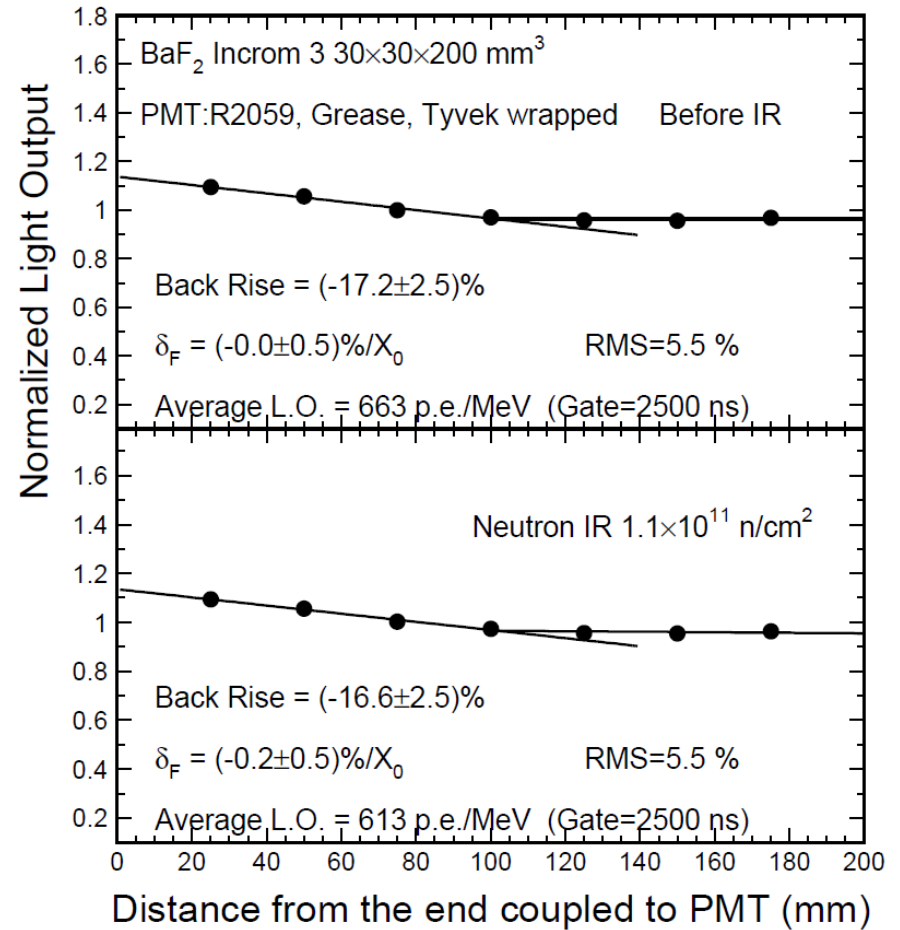 Normalized Light Output
1.8
1.6
1.4
1.2
1
0.8
0.6
0.4
0.2
BaF₂ Incrom 3 30×30×200 mm³
PMT:R2059, Grease, Tyvek wrapped Before IR
Back Rise = (-17.2±2.5)%
δ_F = (-0.0±0.5)%/X₀ RMS=5.5 %
Average L.O. = 663 p.e./MeV (Gate=2500 ns)
1.6
1.4
1.2
1
0.8
0.6
0.4
0.2
Neutron IR 1.1×10¹¹ n/cm²
Back Rise = (-16.6±2.5)%
δ_F = (-0.2±0.5)%/X₀ RMS=5.5 %
Average L.O. = 613 p.e./MeV (Gate=2500 ns)
0 20 40 60 80 100 120 140 160 180 200
Distance from the end coupled to PMT (mm)